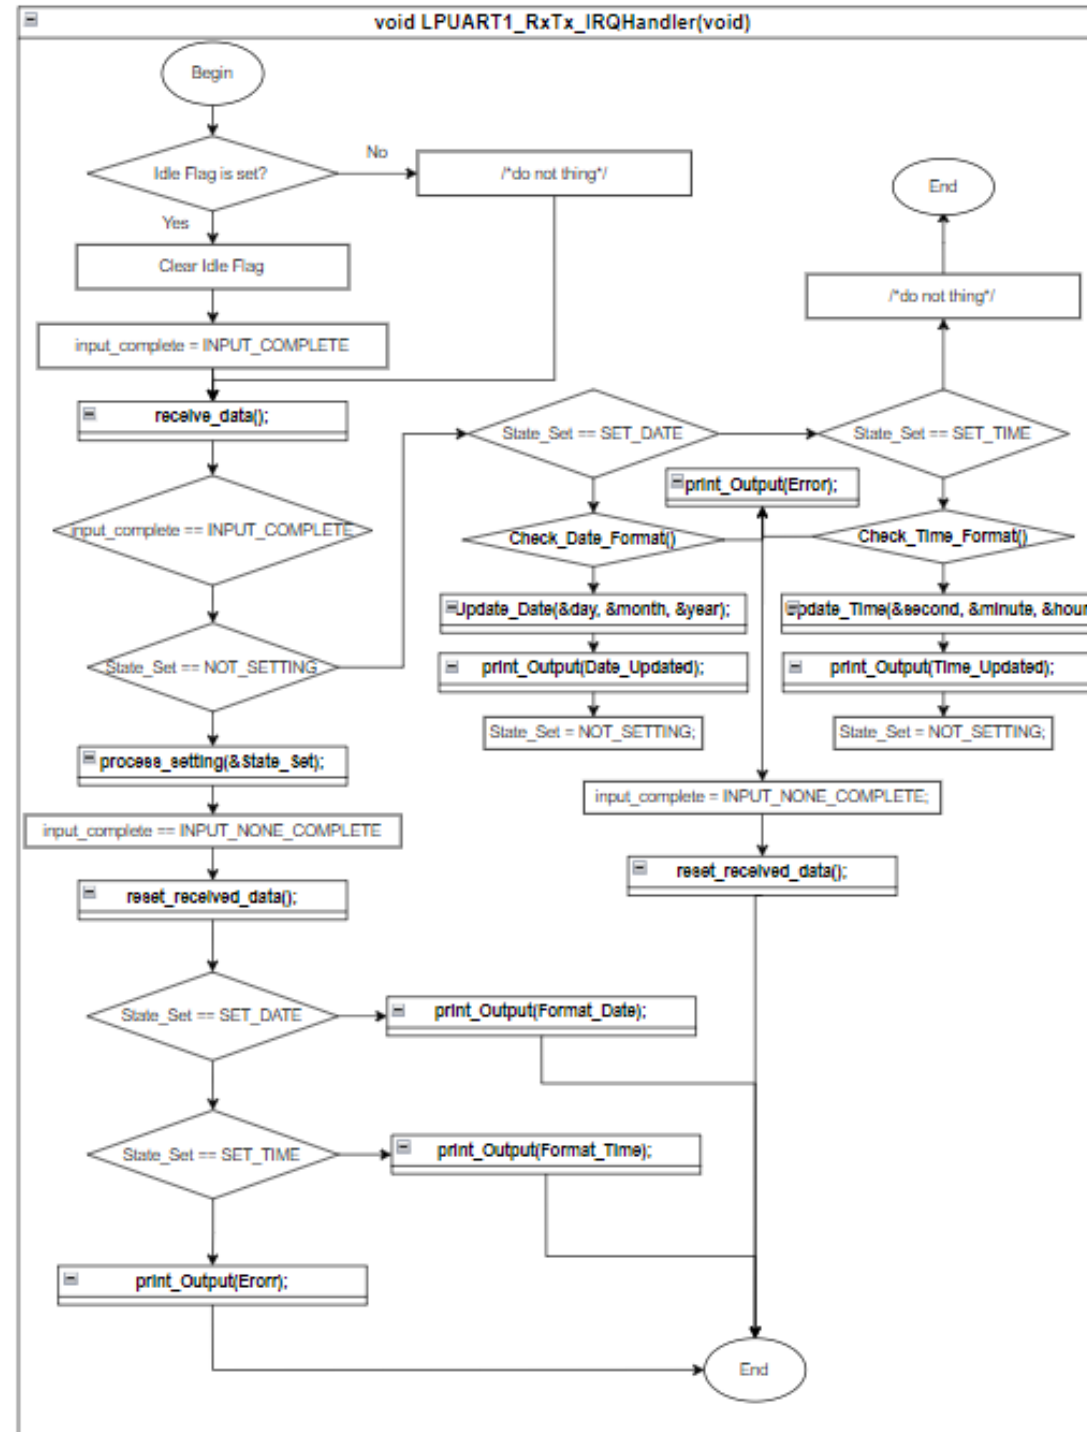 void LPUART1_RxTx_IRQHandler(void)
Begin
Idle Flag is set?
No
/*do not thing*/
Yes
Clear Idle Flag
input_complete = INPUT_COMPLETE
receive_data();
input_complete == INPUT_COMPLETE
State_Set == NOT_SETTING
process_setting(&State_Set);
input_complete == INPUT_NONE_COMPLETE
reset_received_data();
State_Set == SET_DATE
print_Output(Format_Date);
State_Set == SET_TIME
print_Output(Format_Time);
print_Output(Erorr);
End
State_Set == SET_DATE
Check_Date_Format()
Update_Date(&day, &month, &year);
print_Output(Date_Updated);
State_Set = NOT_SETTING;
print_Output(Error);
input_complete = INPUT_NONE_COMPLETE;
reset_received_data();
End
/*do not thing*/
State_Set == SET_TIME
Check_Time_Format()
pdate_Time(&second, &minute, &hour
print_Output(Time_Updated);
State_Set = NOT_SETTING;